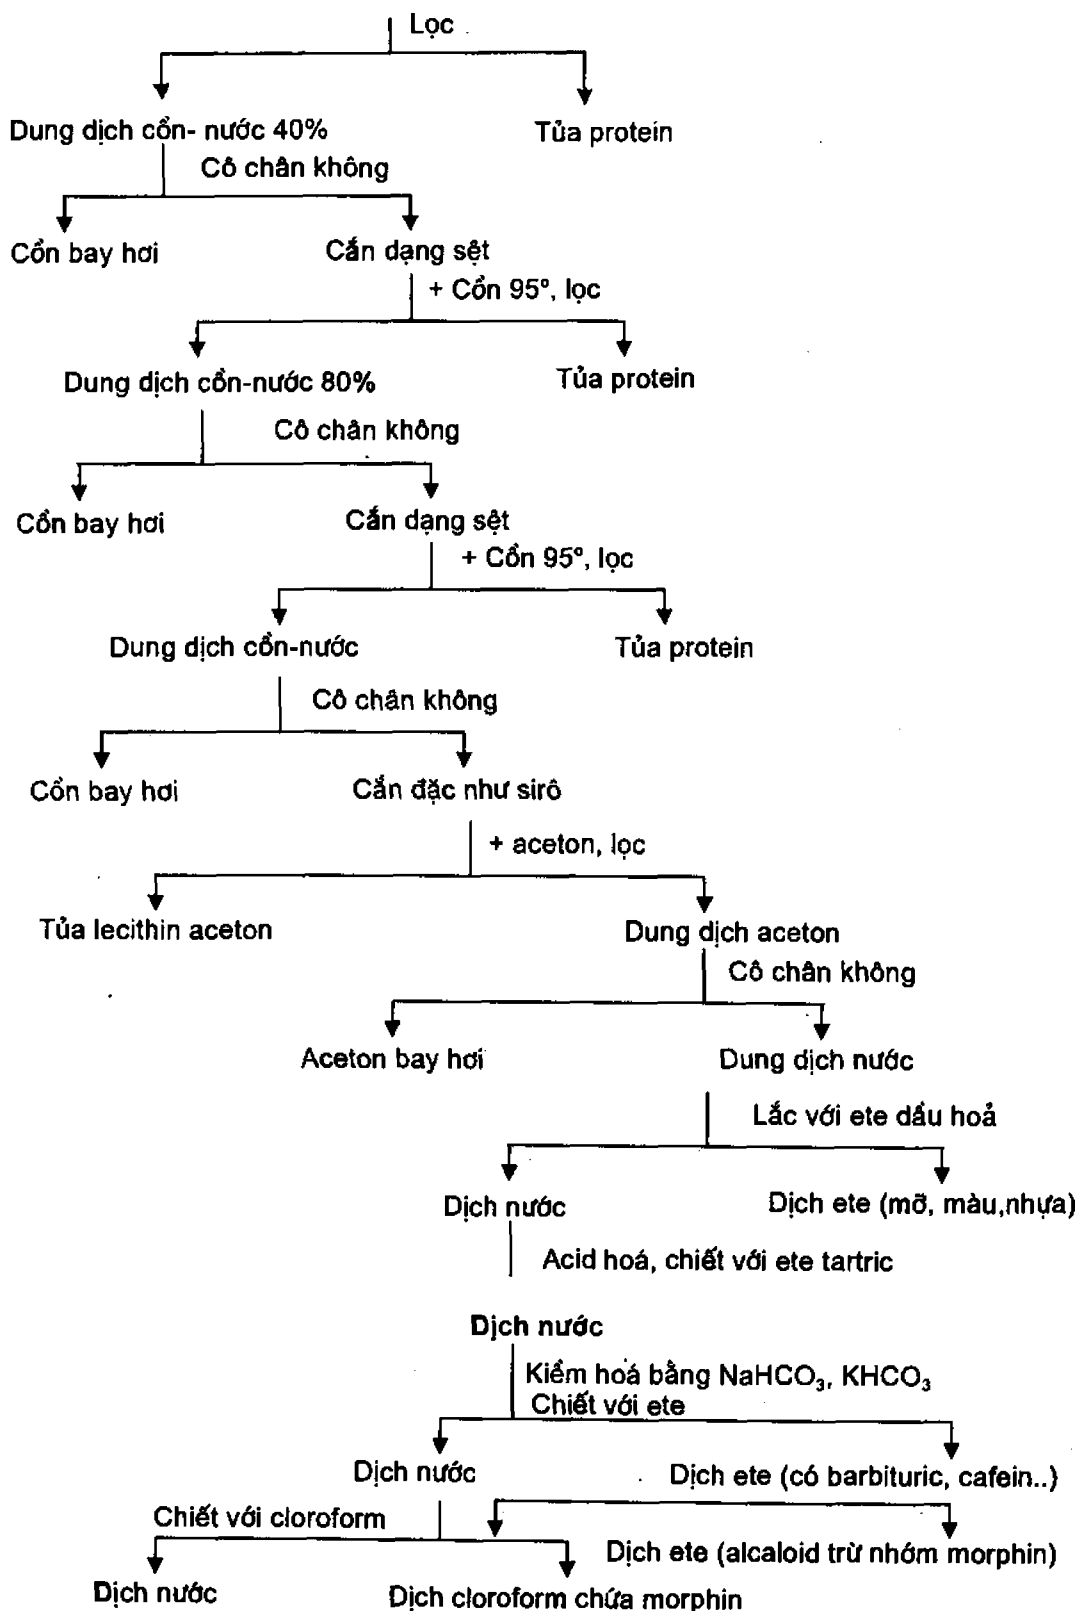 Lọc
Dung dịch cồn- nước 40%
Tủa protein
Cô chân không
Cồn bay hơi
Cắn dạng sệt
+ Cồn 95º, lọc
Dung dịch cồn-nước 80%
Tủa protein
Cô chân không
Cồn bay hơi
Cắn dạng sệt
+ Cồn 95º, lọc
Dung dịch cồn-nước
Tủa protein
Cô chân không
Cồn bay hơi
Cắn đặc như sirô
+ aceton, lọc
Tủa lecithin aceton
Dung dịch aceton
Cô chân không
Aceton bay hơi
Dung dịch nước
Lắc với ete dầu hoả
Dịch nước
Dịch ete (mỡ, màu,nhựa)
Acid hoá, chiết với ete tartric
Dịch nước
Kiềm hoá bằng NaHCO₃, KHCO₃
Chiết với ete
Dịch nước
Dịch ete (có barbituric, cafein..)
Chiết với cloroform
Dịch ete (alcaloid trừ nhóm morphin)
Dịch nước
Dịch cloroform chứa morphin